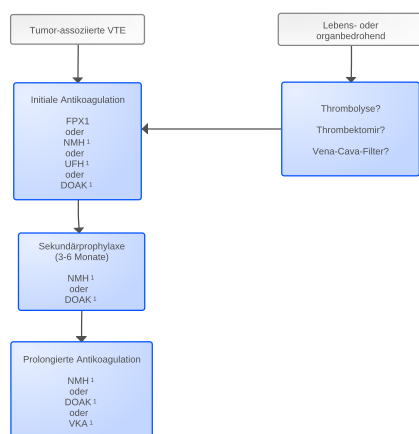 Tumor-assoziierte VTE
Lebens- oder
organbedrohend
Initiale Antikoagulation
FPX1
oder
NMH ¹
oder
UFH ¹
oder
DOAK ¹
Thrombolyse?
Thrombektomir?
Vena-Cava-Filter?
Sekundärprophylaxe
(3-6 Monate)
NMH ¹
oder
DOAK ¹
Prolongierte Antikoagulation
NMH ¹
oder
DOAK ¹
oder
VKA ¹